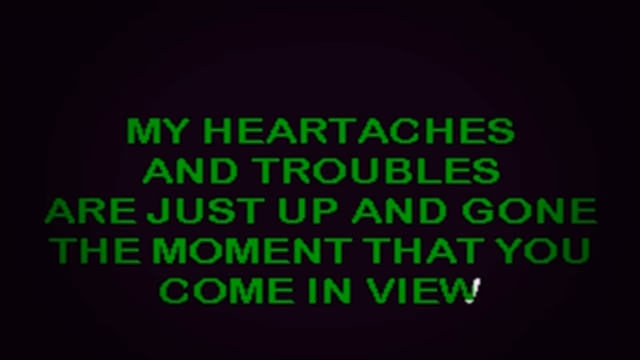 MY HEARTACHES
AND TROUBLES
ARE JUST UP AND GONE
THE MOMENT THAT YOU
COME IN VIEW